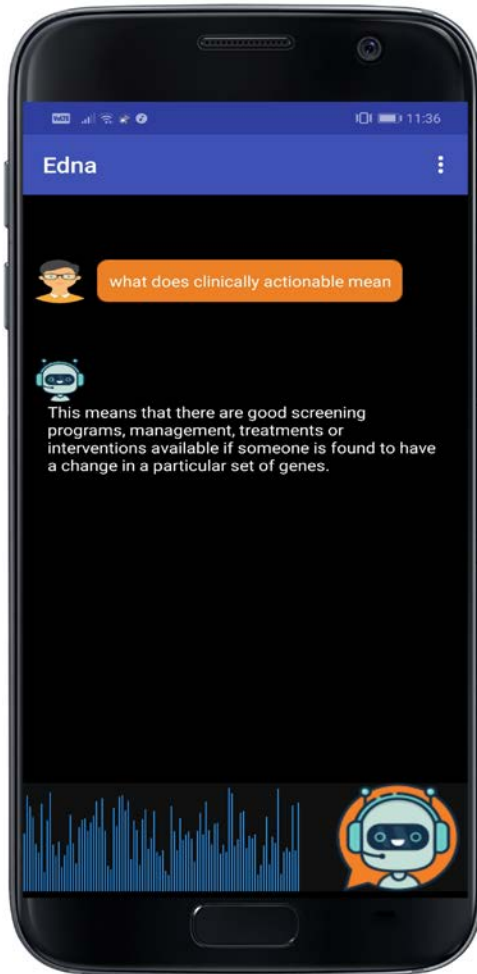 11:36
Edna
what does clinically actionable mean
This means that there are good screening
programs, management, treatments or
interventions available if someone is found to have
a change in a particular set of genes.